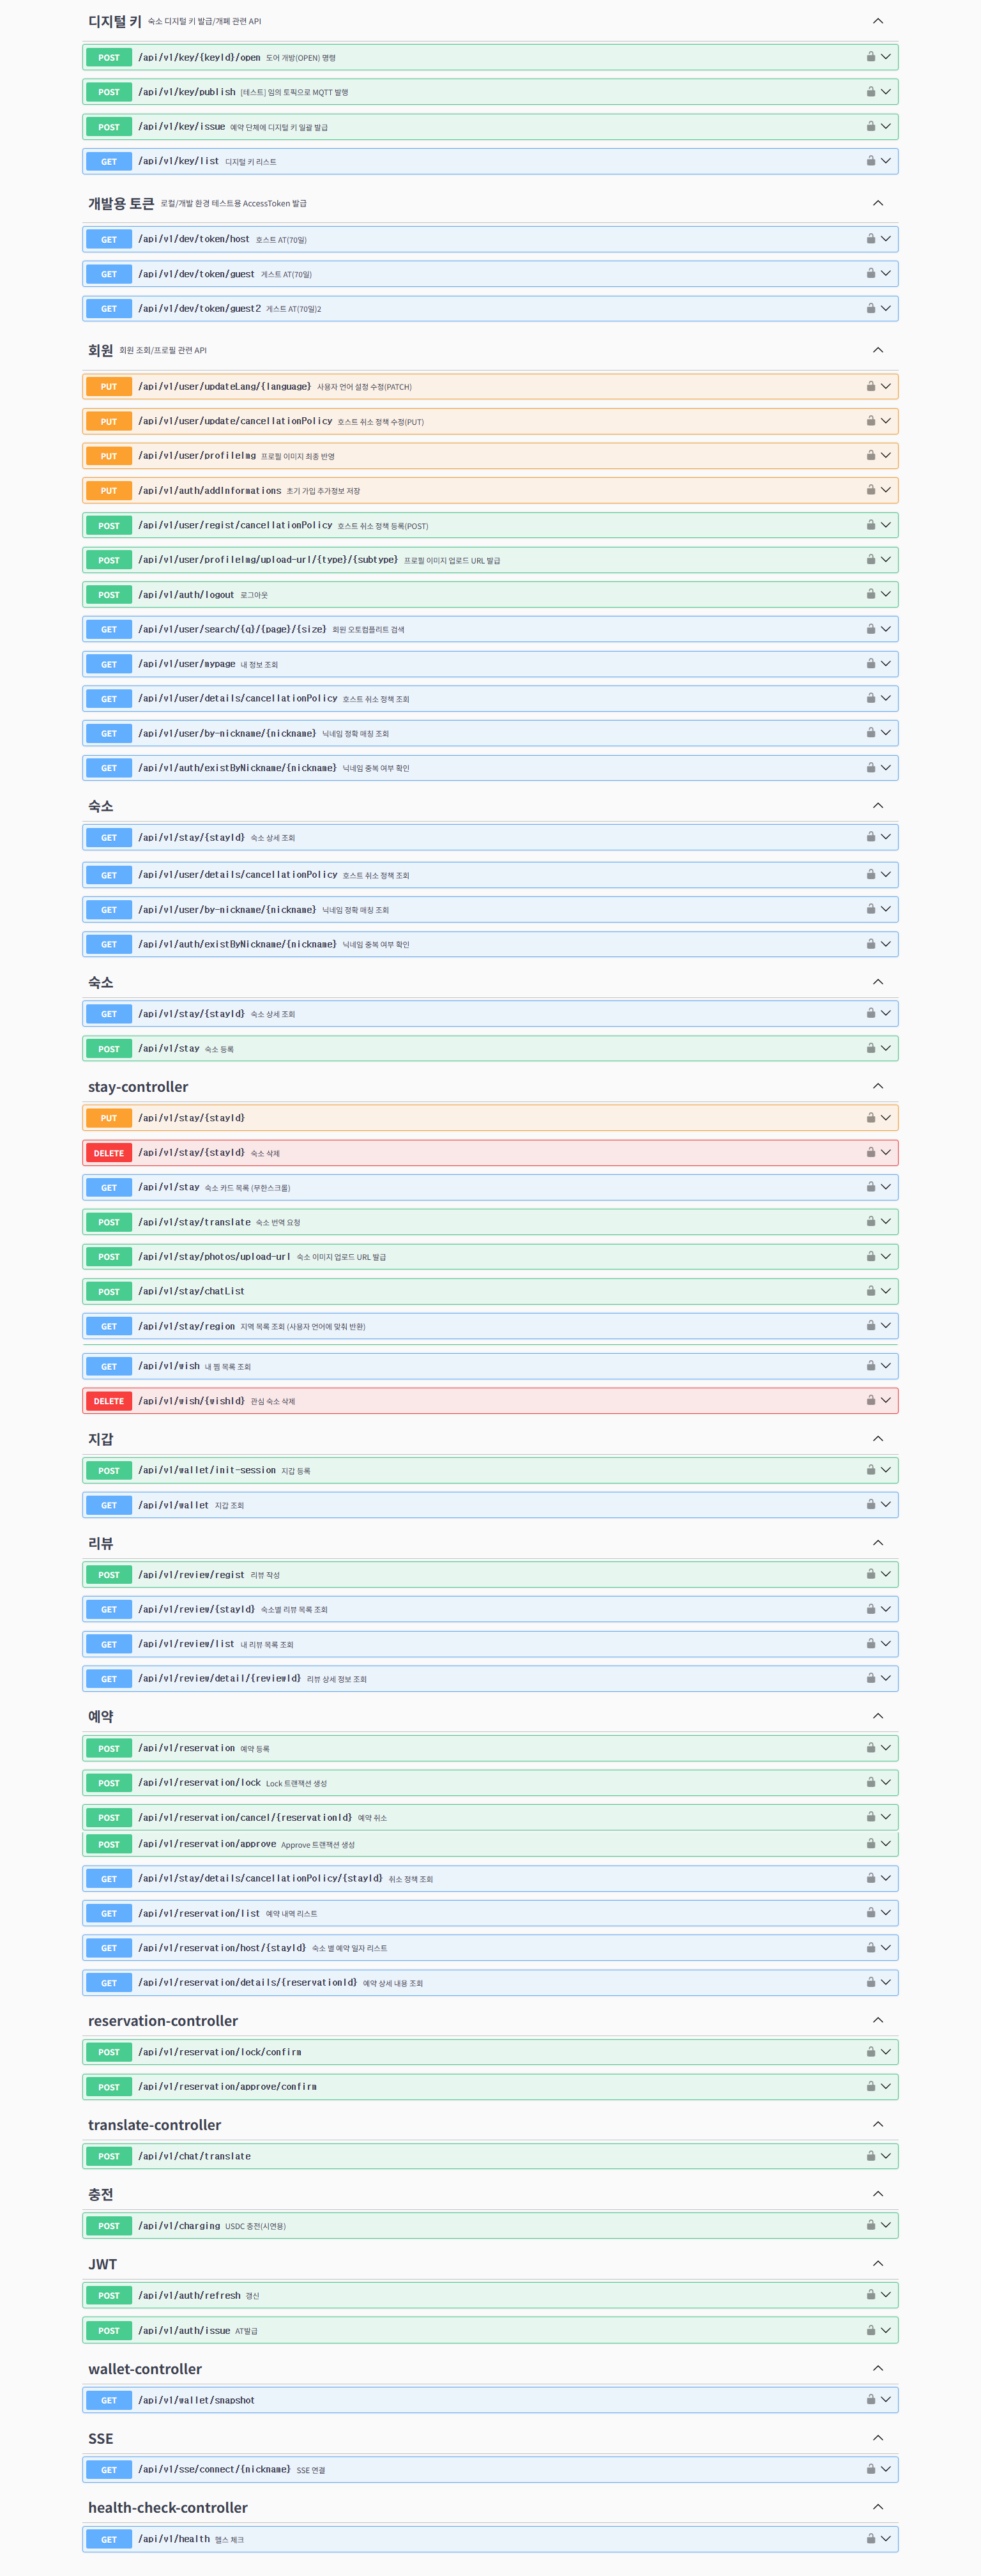 디지털 키 숙소 디지털 키 발급/개폐 관련 API
POST /api/v1/key/{keyId}/open 도어 개방(OPEN) 명령
POST /api/v1/key/publish [테스트] 임의 토픽으로 MQTT 발행
POST /api/v1/key/issue 예약 단체에 디지털 키 일괄 발급
GET /api/v1/key/list 디지털 키 리스트
개발용 토큰 로컬/개발 환경 테스트용 AccessToken 발급
GET /api/v1/dev/token/host 호스트 AT(70일)
GET /api/v1/dev/token/guest 게스트 AT(70일)
GET /api/v1/dev/token/guest2 게스트 AT(70일)2
회원 회원 조회/프로필 관련 API
PUT /api/v1/user/updateLang/{language} 사용자 언어 설정 수정(PATCH)
PUT /api/v1/user/update/cancellationPolicy 호스트 취소 정책 수정(PUT)
PUT /api/v1/user/profileImg 프로필 이미지 최종 반영
PUT /api/v1/auth/addInformations 초기 가입 추가정보 저장
POST /api/v1/user/regist/cancellationPolicy 호스트 취소 정책 등록(POST)
POST /api/v1/user/profileImg/upload-url/{type}/{subtype} 프로필 이미지 업로드 URL 발급
POST /api/v1/auth/logout 로그아웃
GET /api/v1/user/search/{q}/{page}/{size} 회원 오토컴플리트 검색
GET /api/v1/user/mypage 내 정보 조회
GET /api/v1/user/details/cancellationPolicy 호스트 취소 정책 조회
GET /api/v1/user/by-nickname/{nickname} 닉네임 정확 매칭 조회
GET /api/v1/auth/existByNickname/{nickname} 닉네임 중복 여부 확인
숙소
GET /api/v1/stay/{stayId} 숙소 상세 조회
GET /api/v1/user/details/cancellationPolicy 호스트 취소 정책 조회
GET /api/v1/user/by-nickname/{nickname} 닉네임 정확 매칭 조회
GET /api/v1/auth/existByNickname/{nickname} 닉네임 중복 여부 확인
숙소
GET /api/v1/stay/{stayId} 숙소 상세 조회
POST /api/v1/stay 숙소 등록
stay-controller
PUT /api/v1/stay/{stayId}
DELETE /api/v1/stay/{stayId} 숙소 삭제
GET /api/v1/stay 숙소 카드 목록 (무한스크롤)
POST /api/v1/stay/translate 숙소 번역 요청
POST /api/v1/stay/photos/upload-url 숙소 이미지 업로드 URL 발급
POST /api/v1/stay/chatList
GET /api/v1/stay/region 지역 목록 조회 (사용자 언어에 맞춰 반환)
GET /api/v1/wish 내 찜 목록 조회
DELETE /api/v1/wish/{wishId} 관심 숙소 삭제
지갑
POST /api/v1/wallet/init-session 지갑 등록
GET /api/v1/wallet 지갑 조회
리뷰
POST /api/v1/review/regist 리뷰 작성
GET /api/v1/review/{stayId} 숙소별 리뷰 목록 조회
GET /api/v1/review/list 내 리뷰 목록 조회
GET /api/v1/review/detail/{reviewId} 리뷰 상세 정보 조회
예약
POST /api/v1/reservation 예약 등록
POST /api/v1/reservation/lock Lock 트랜잭션 생성
POST /api/v1/reservation/cancel/{reservationId} 예약 취소
POST /api/v1/reservation/approve Approve 트랜잭션 생성
GET /api/v1/stay/details/cancellationPolicy/{stayId} 취소 정책 조회
GET /api/v1/reservation/list 예약 내역 리스트
GET /api/v1/reservation/host/{stayId} 숙소 별 예약 일자 리스트
GET /api/v1/reservation/details/{reservationId} 예약 상세 내용 조회
reservation-controller
POST /api/v1/reservation/lock/confirm
POST /api/v1/reservation/approve/confirm
translate-controller
POST /api/v1/chat/translate
충전
POST /api/v1/charging USDC 충전(시연용)
JWT
POST /api/v1/auth/refresh 갱신
POST /api/v1/auth/issue AT발급
wallet-controller
GET /api/v1/wallet/snapshot
SSE
GET /api/v1/sse/connect/{nickname} SSE 연결
health-check-controller
GET /api/v1/health 헬스 체크